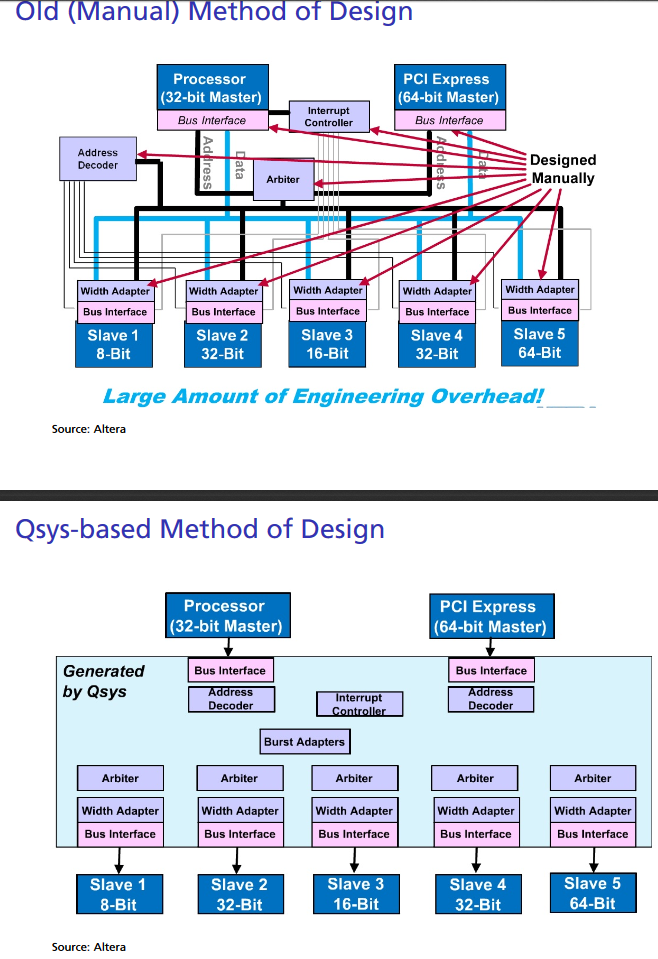 Old (Manual) Method of Design
Processor
(32-bit Master)
Bus Interface
Interrupt
Controller
PCI Express
(64-bit Master)
Bus Interface
Address
Decoder
Address
Data
Arbiter
Address
Data
Designed
Manually
Width Adapter
Bus Interface
Slave 1
8-Bit
Width Adapter
Bus Interface
Slave 2
32-Bit
Width Adapter
Bus Interface
Slave 3
16-Bit
Width Adapter
Bus Interface
Slave 4
32-Bit
Width Adapter
Bus Interface
Slave 5
64-Bit
Large Amount of Engineering Overhead!
Source: Altera
Qsys-based Method of Design
Processor
(32-bit Master)
PCI Express
(64-bit Master)
Generated
by Qsys
Bus Interface
Address
Decoder
Interrupt
Controller
Bus Interface
Address
Decoder
Burst Adapters
Arbiter
Arbiter
Arbiter
Arbiter
Arbiter
Width Adapter
Width Adapter
Width Adapter
Width Adapter
Width Adapter
Bus Interface
Bus Interface
Bus Interface
Bus Interface
Bus Interface
Slave 1
8-Bit
Slave 2
32-Bit
Slave 3
16-Bit
Slave 4
32-Bit
Slave 5
64-Bit
Source: Altera